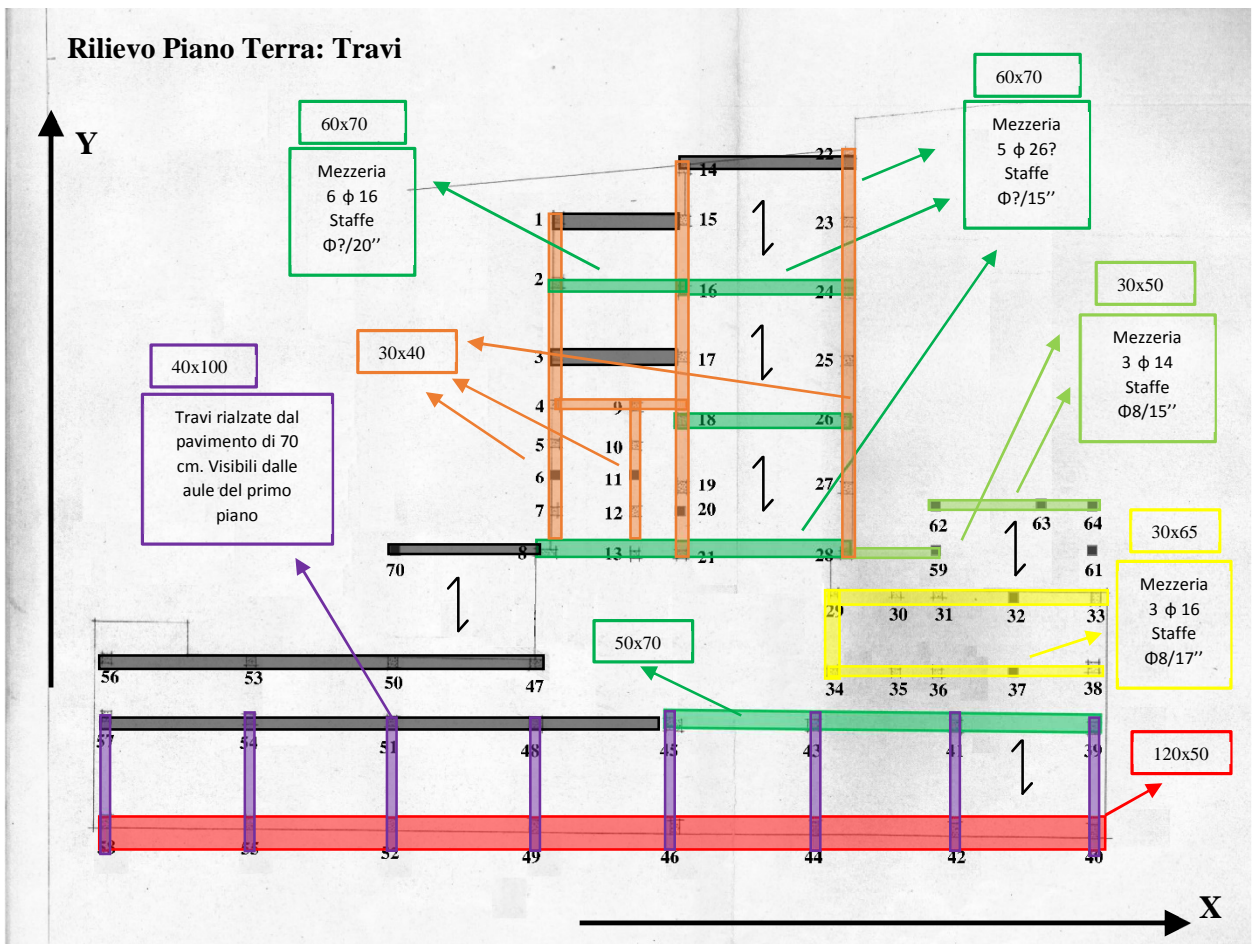 Rilievo Piano Terra: Travi
Y
60x70
Mezzeria
6 ϕ 16
Staffe
Φ?/20’’
60x70
Mezzeria
5 ϕ 26?
Staffe
Φ?/15’’
30x50
Mezzeria
3 ϕ 14
Staffe
Φ8/15’’
30x40
40x100
Travi rialzate dal
pavimento di 70
cm. Visibili dalle
aule del primo
piano
30x65
Mezzeria
3 ϕ 16
Staffe
Φ8/17’’
50x70
120x50
22
14
1 15 23
2 16 24
3 17 25
4 9 18 26
5 10
6 11 19 27
7 12 20
62 63 64
70 8 13 21 28 59 61
29 30 31 32 33
56 53 50 47 34 35 36 37 38
57 54 51 48 45 43 41 39
58 55 52 49 46 44 42 40
X